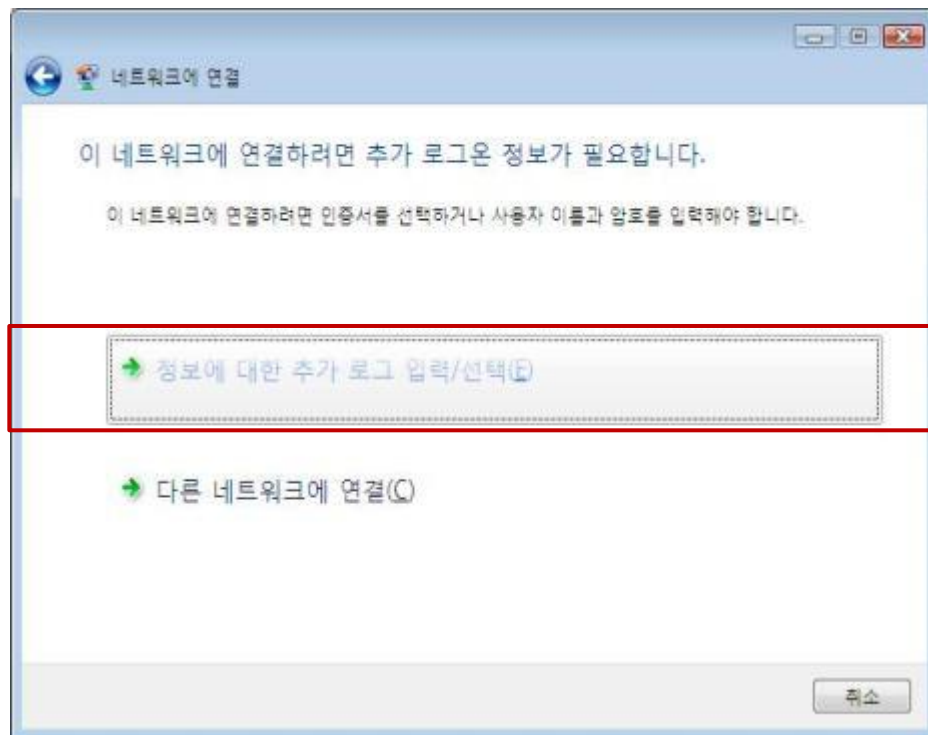 네트워크에 연결
이 네트워크에 연결하려면 추가 로그온 정보가 필요합니다.
이 네트워크에 연결하려면 인증서를 선택하거나 사용자 이름과 암호를 입력해야 합니다.
정보에 대한 추가 로그 입력/선택(E)
다른 네트워크에 연결(C)
취소